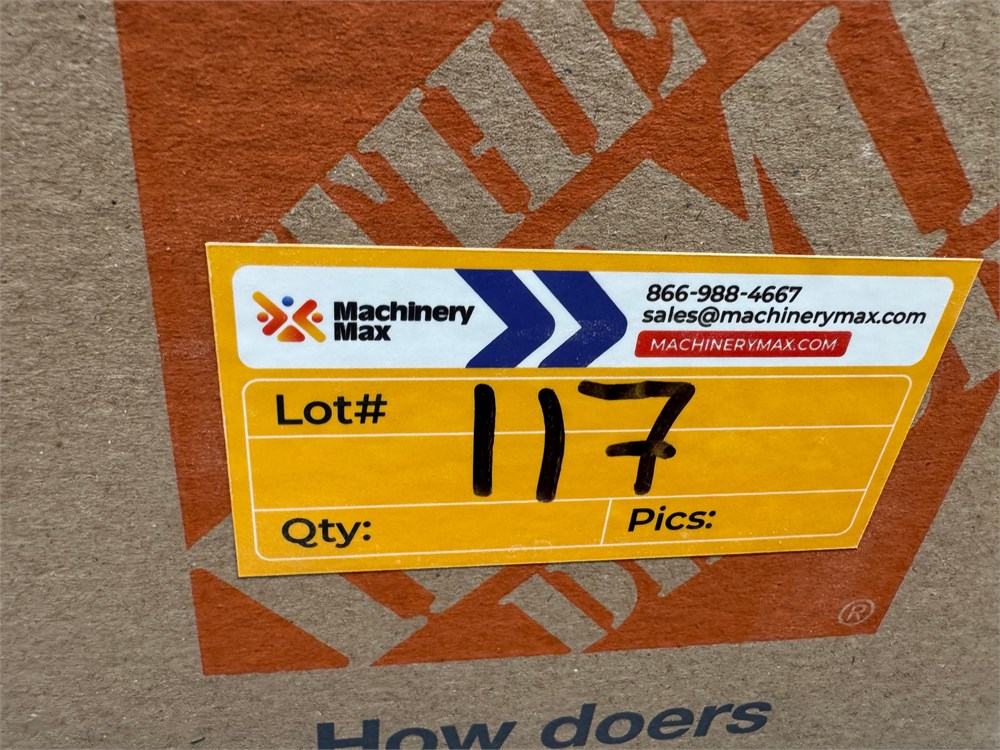 THE
Machinery
Max
866-988-4667
sales@machinerymax.com
MACHINERYMAX.COM
Lot# 117
Qty:
Pics:
®
How doers